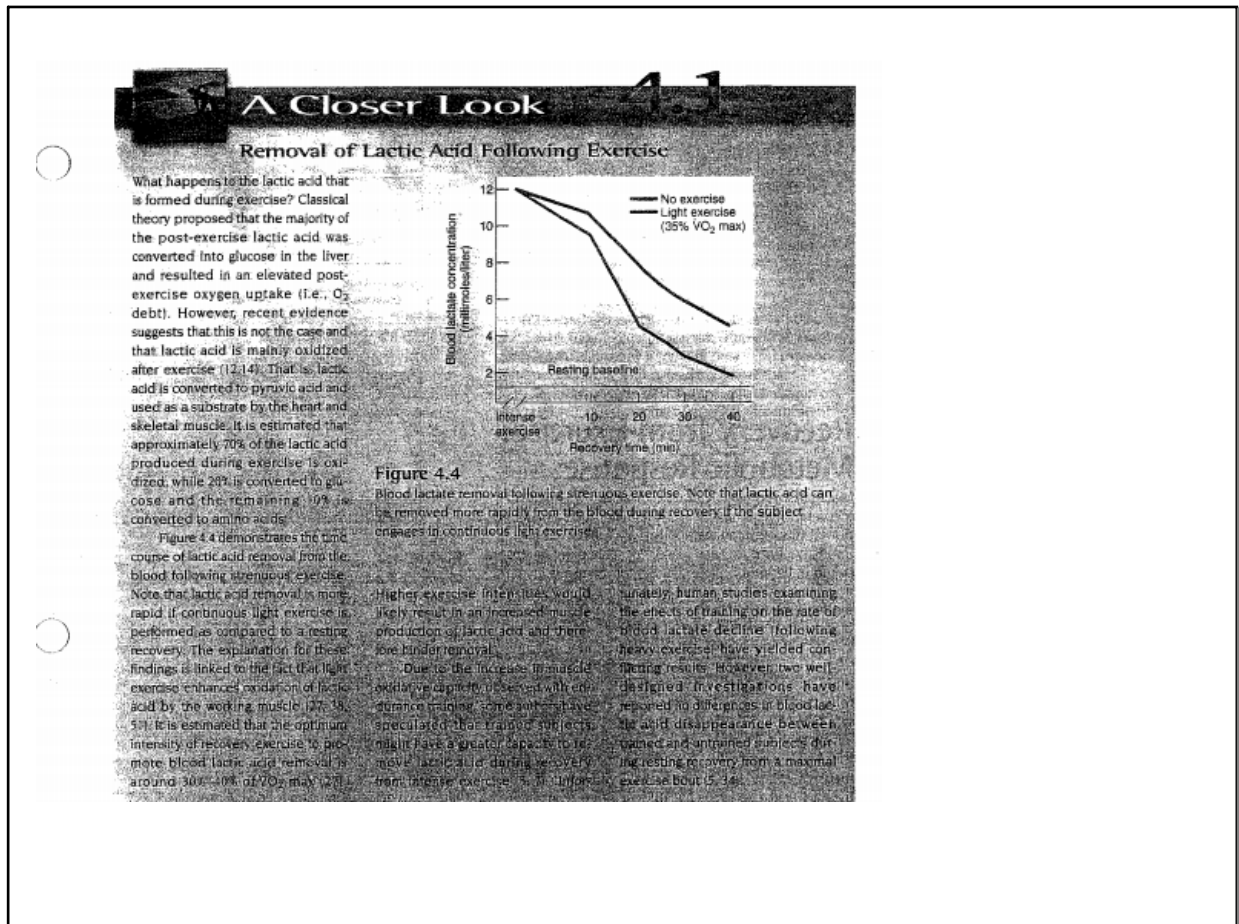 A Closer Look 4.1
Removal of Lactic Acid Following Exercise
What happens to the lactic acid that
is formed during exercise? Classical
theory proposed that the majority of
the post-exercise lactic acid was
converted into glucose in the liver
and resulted in an elevated post-
exercise oxygen uptake (i.e., O2
debt). However, recent evidence
suggests that this is not the case and
that lactic acid is mainly oxidized
after exercise (12,14). That is, lactic
acid is converted to pyruvic acid and
used as a substrate by the heart and
skeletal muscle. It is estimated that
approximately 70% of the lactic acid
produced during exercise is oxi-
dized, while 20% is converted to glu-
cose and the remaining 10% is
converted to amino acids.
Figure 4.4 demonstrates the time
course of lactic acid removal from the
blood following strenuous exercise.
Note that lactic acid removal is more
rapid if continuous light exercise is
performed as compared to a resting
recovery. The explanation for these
findings is linked to the fact that light
exercise enhances oxidation of lactic
acid by the working muscle
It is estimated that the optimum
intensity of recovery exercise to pro-
mote blood lactic acid removal is
around 30%–40% of VO2 max
12
10
8
6
4
2
Blood lactate concentration
(millimoles/liter)
No exercise
Light exercise
(35% VO2 max)
Resting baseline
Intense
exercise
10 20 30 40
Recovery time (min)
Figure 4.4
Blood lactate removal following strenuous exercise. Note that lactic acid can
be removed more rapidly from the blood during recovery if the subject
engages in continuous light exercise.
Higher exercise intensities would
likely result in an increased muscle
production of lactic acid and there-
fore hinder removal.
Due to the increase in muscle
oxidative capacity observed with en-
durance training, some authors have
speculated that trained subjects
might have a greater capacity to re-
move lactic acid during recovery
from intense exercise Unfor-
tunately, human studies examining
the effects of training on the rate of
blood lactate decline (following
heavy exercise) have yielded con-
flicting results. However, two well-
designed investigations have
reported no differences in blood lac-
tic acid disappearance between
trained and untrained subjects dur-
ing resting recovery from a maximal
exercise bout (5, 34).